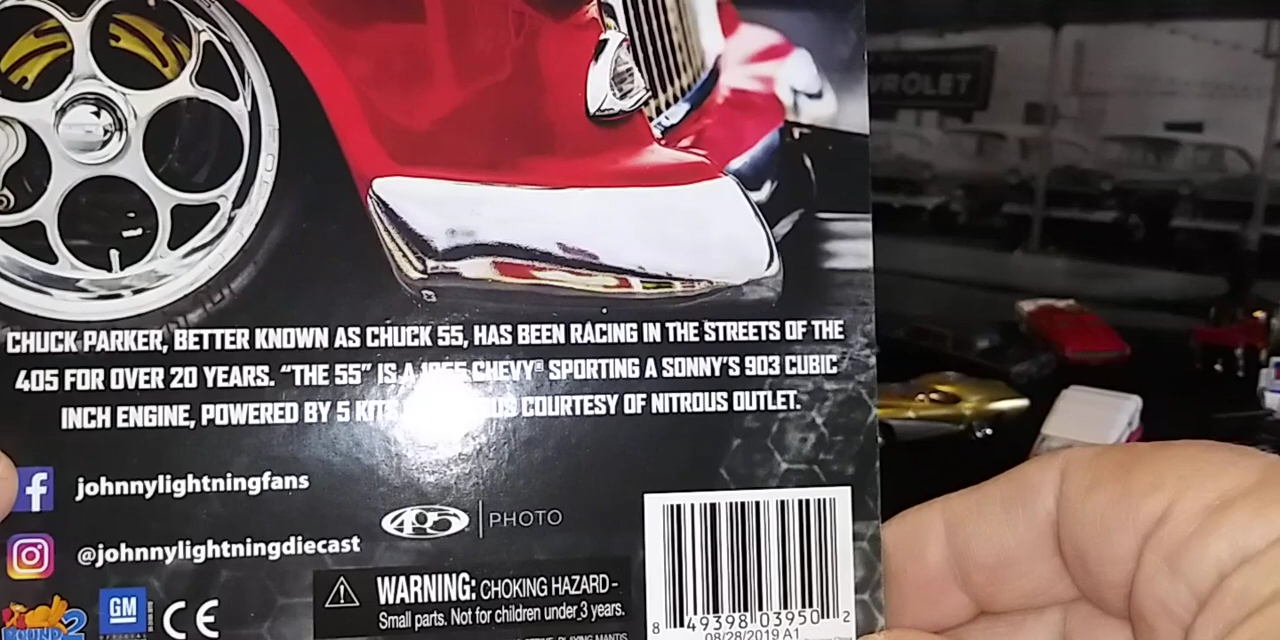 CHEVROLET
CHUCK PARKER, BETTER KNOWN AS CHUCK 55, HAS BEEN RACING IN THE STREETS OF THE
405 FOR OVER 20 YEARS. “THE 55” IS A 1955 CHEVY® SPORTING A SONNY'S 903 CUBIC
INCH ENGINE, POWERED BY 5 COURTESY OF NITROUS OUTLET.
johnnylightningfans
@johnnylightningdiecast
405 PHOTO
WARNING: CHOKING HAZARD -
Small parts. Not for children under 3 years.
ROUND 2
GM
CE
8 49398 03950 2
08/28/2019 A1